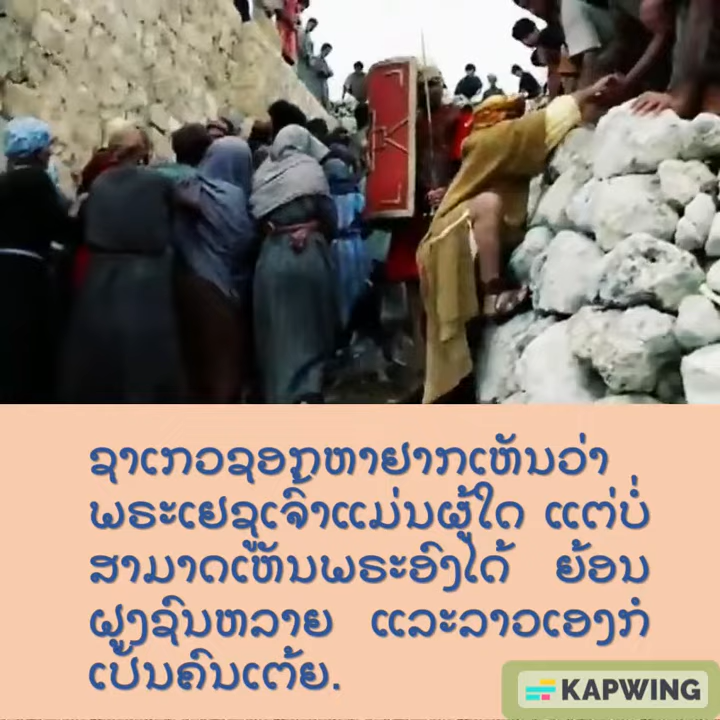 ຊາເກວຊອກຫາຢາກເຫັນວ່າ
ພຣະເຢຊູເຈົ້າແມ່ນຜູ້ໃດ ແຕ່ບໍ່
ສາມາດເຫັນພຣະອົງໄດ້ ຍ້ອນ
ຝູງຊົນຫລາຍ ແລະລາວເອງກໍ
ເປັນຄົນເຕ້ຍ.
KAPWING